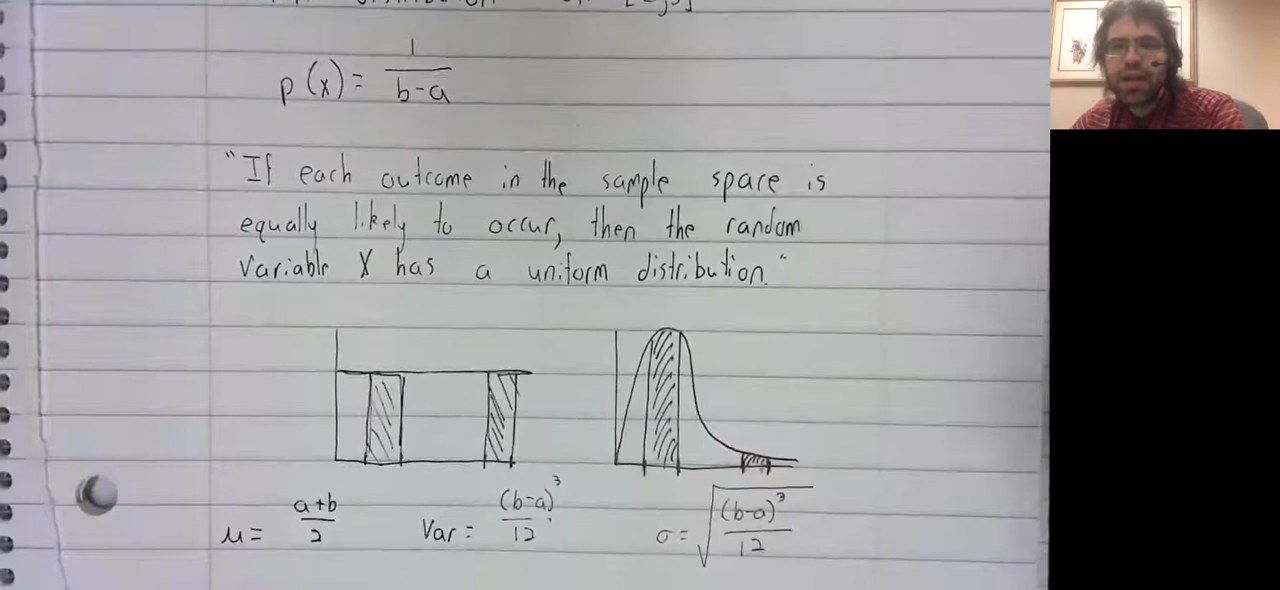 p(x) = 1/(b-a)
"If each outcome in the sample space is
equally likely to occur, then the random
variable X has a uniform distribution."
μ = (a+b)/2 Var = (b-a)³/12 σ = √((b-a)³/12)